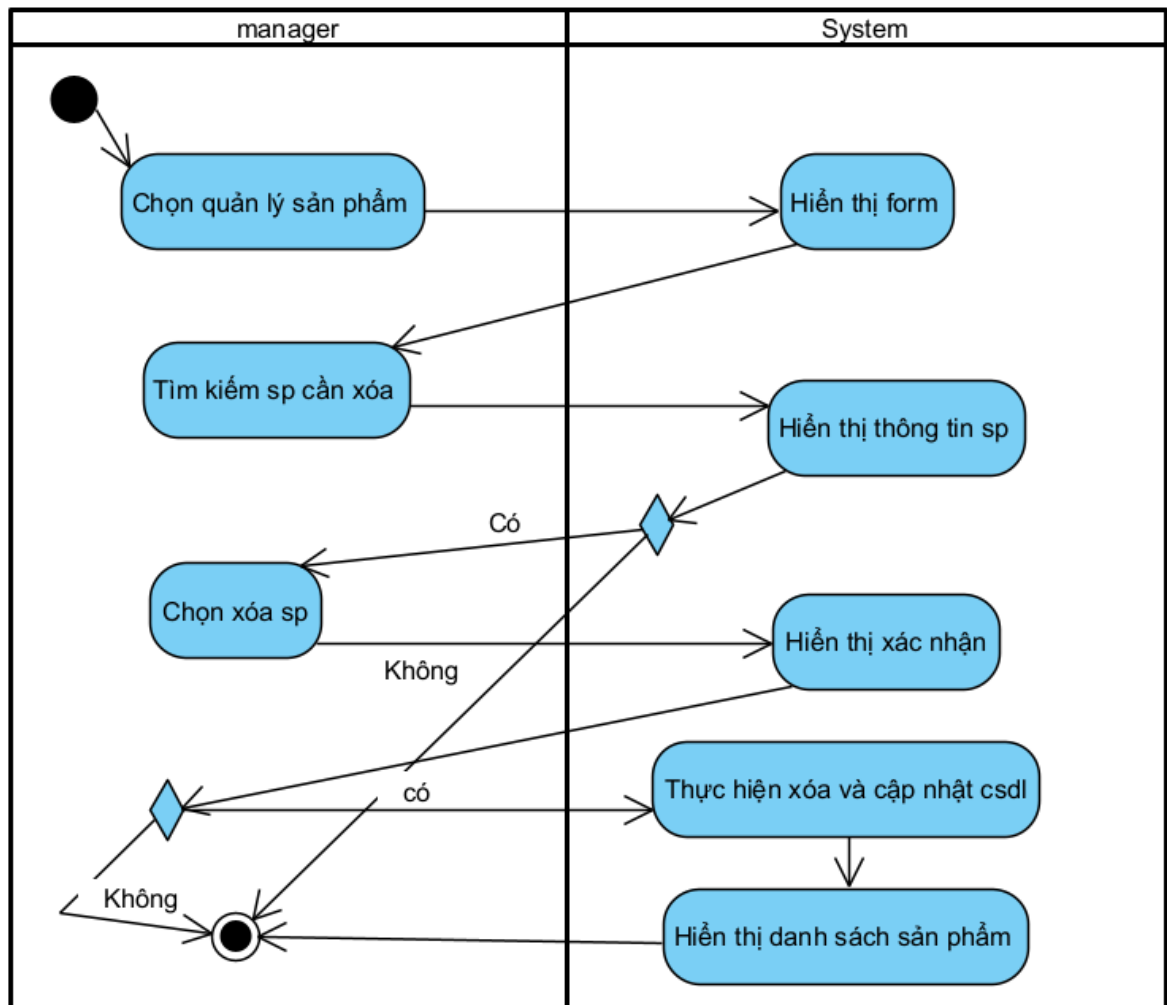 manager
System
Chọn quản lý sản phẩm
Hiển thị form
Tìm kiếm sp cần xóa
Hiển thị thông tin sp
Có
Chọn xóa sp
Hiển thị xác nhận
Không
Thực hiện xóa và cập nhật csdl
có
Không
Hiển thị danh sách sản phẩm